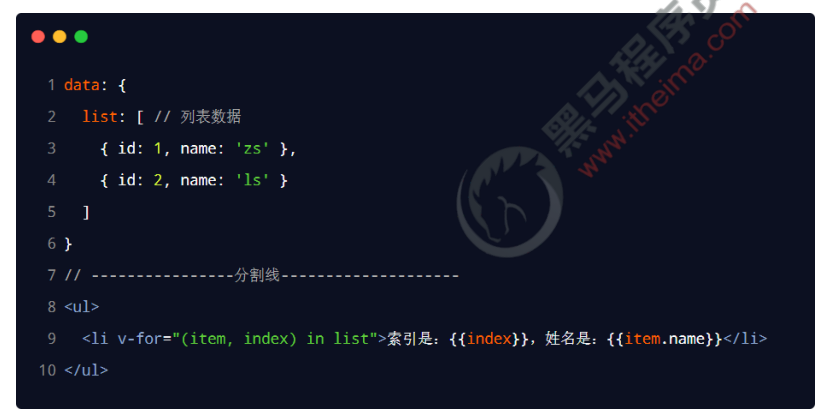 黑马程序员
www.itheima.com
1 data: {
2   list: [ // 列表数据
3     { id: 1, name: 'zs' },
4     { id: 2, name: 'ls' }
5   ]
6 }
7 // ----------------分割线--------------------
8 <ul>
9   <li v-for="(item, index) in list">索引是：{{index}}，姓名是：{{item.name}}</li>
10 </ul>